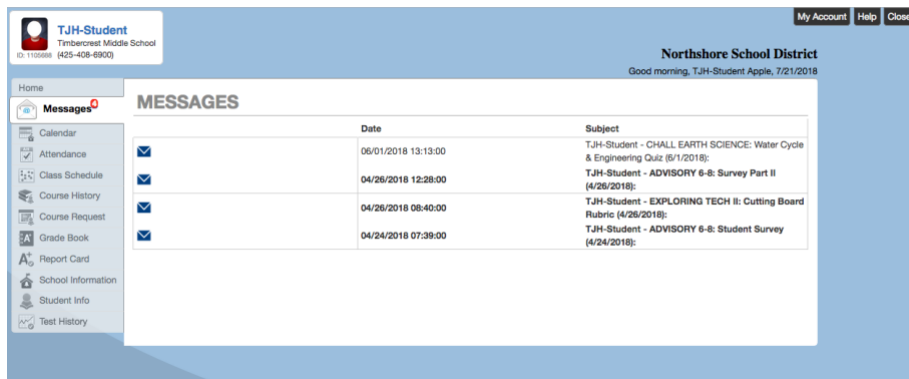 My Account Help Close
TJH-Student
Timbercrest Middle School
ID: 1105886 (425-408-6900)
Northshore School District
Good morning, TJH-Student Apple, 7/21/2018
Home
Messages
Calendar
Attendance
Class Schedule
Course History
Course Request
Grade Book
Report Card
School Information
Student Info
Test History
MESSAGES
Date Subject
06/01/2018 13:13:00 TJH-Student - CHALL EARTH SCIENCE: Water Cycle
& Engineering Quiz (6/1/2018):
04/26/2018 12:28:00 TJH-Student - ADVISORY 6-8: Survey Part II
(4/26/2018):
04/26/2018 08:40:00 TJH-Student - EXPLORING TECH II: Cutting Board
Rubric (4/26/2018):
04/24/2018 07:39:00 TJH-Student - ADVISORY 6-8: Student Survey
(4/24/2018):